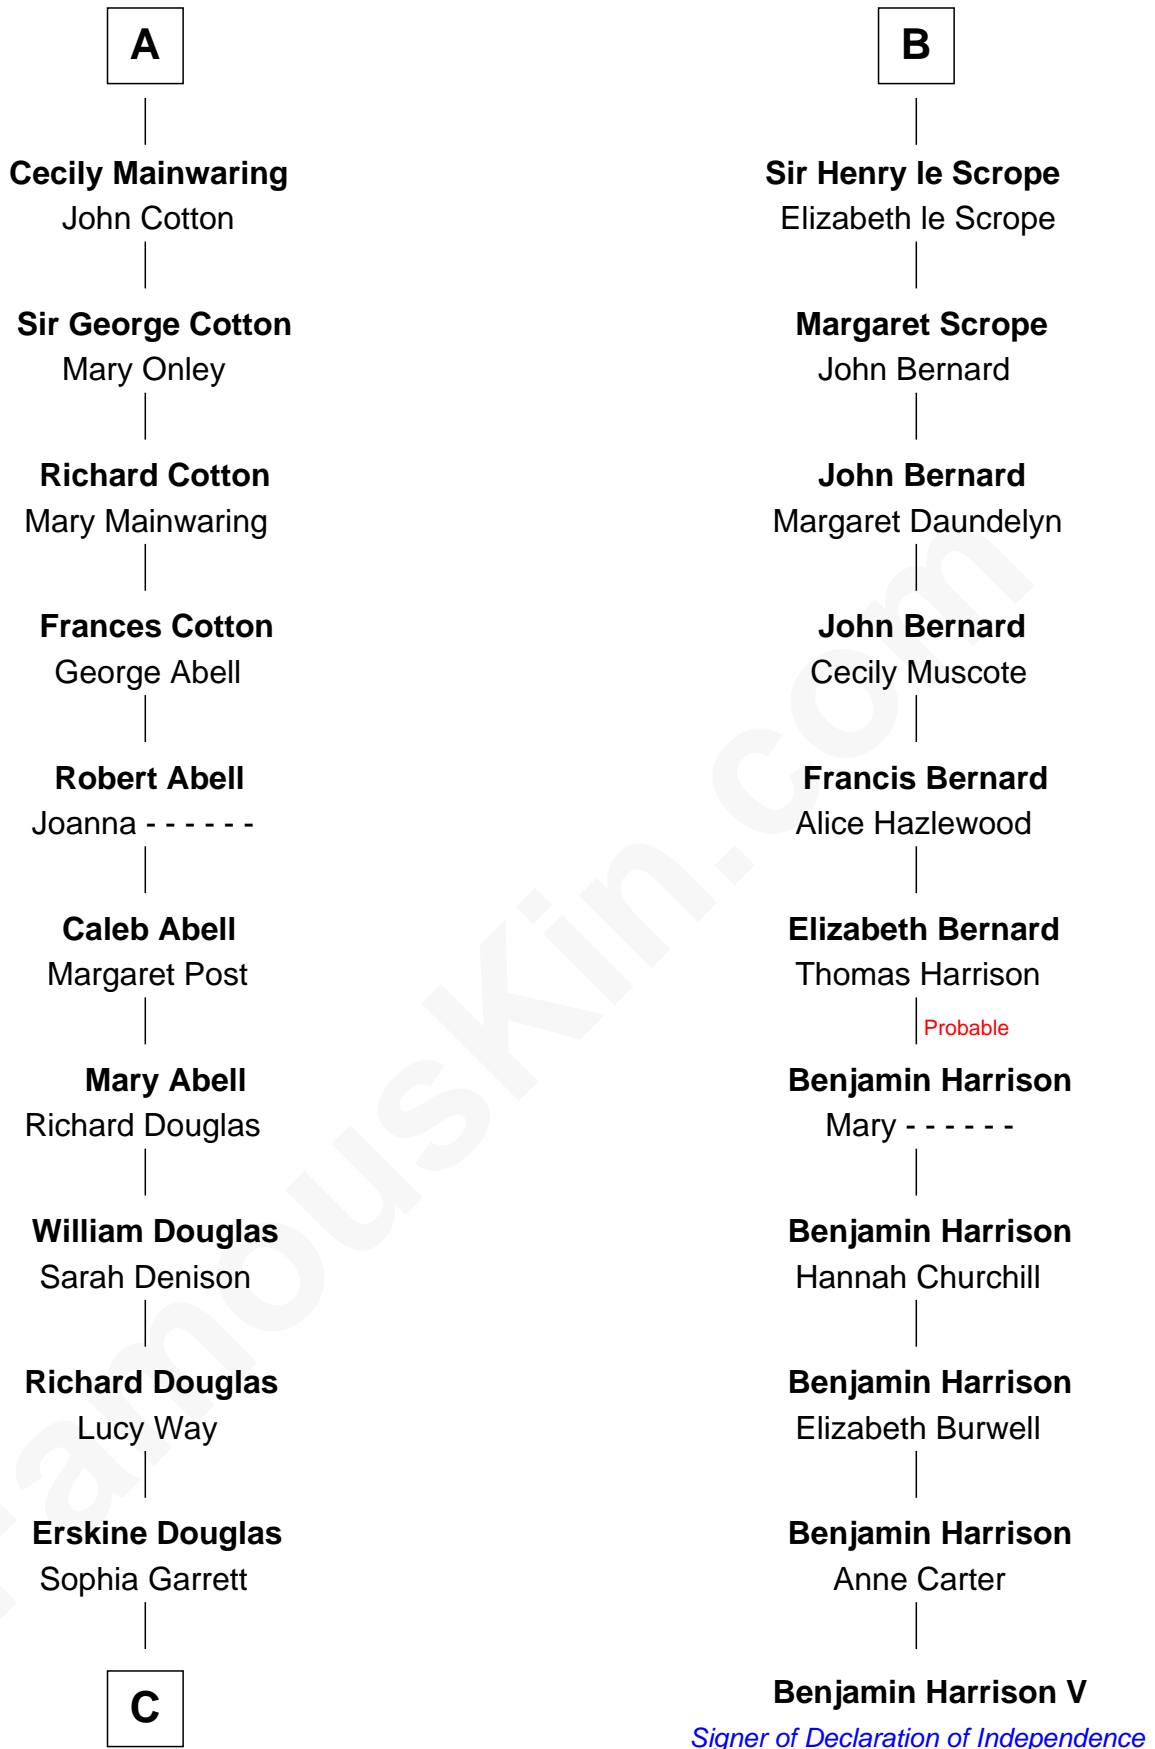 A
Cecily Mainwaring
John Cotton
Sir George Cotton
Mary Onley
Richard Cotton
Mary Mainwaring
Frances Cotton
George Abell
Robert Abell
Joanna - - - - - -
Caleb Abell
Margaret Post
Mary Abell
Richard Douglas
William Douglas
Sarah Denison
Richard Douglas
Lucy Way
Erskine Douglas
Sophia Garrett
C
B
Sir Henry le Scrope
Elizabeth le Scrope
Margaret Scrope
John Bernard
John Bernard
Margaret Daundelyn
John Bernard
Cecily Muscote
Francis Bernard
Alice Hazlewood
Elizabeth Bernard
Thomas Harrison
Probable
Benjamin Harrison
Mary - - - - - -
Benjamin Harrison
Hannah Churchill
Benjamin Harrison
Elizabeth Burwell
Benjamin Harrison
Anne Carter
Benjamin Harrison V
Signer of Declaration of Independence
FamousKin.com